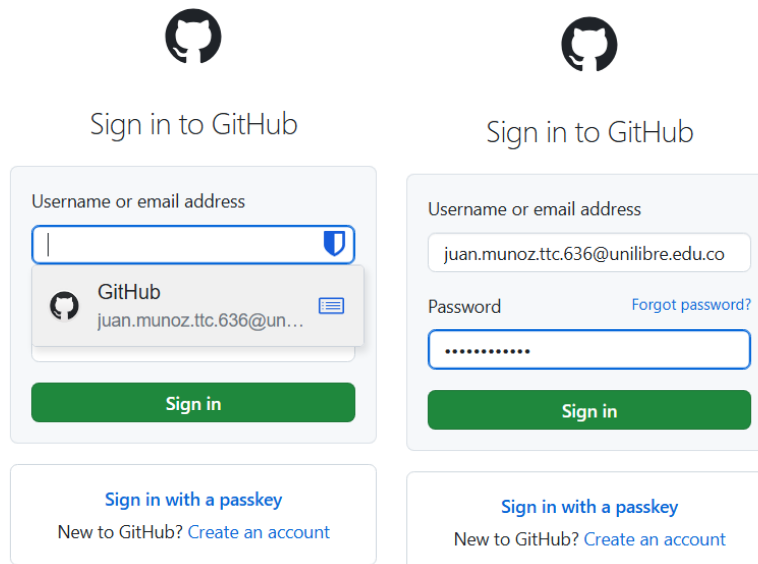 Sign in to GitHub
Username or email address
GitHub
juan.munoz.ttc.636@un...
Sign in
Sign in with a passkey
New to GitHub? Create an account
Sign in to GitHub
Username or email address
juan.munoz.ttc.636@unilibre.edu.co
Password Forgot password?
••••••••••••
Sign in
Sign in with a passkey
New to GitHub? Create an account